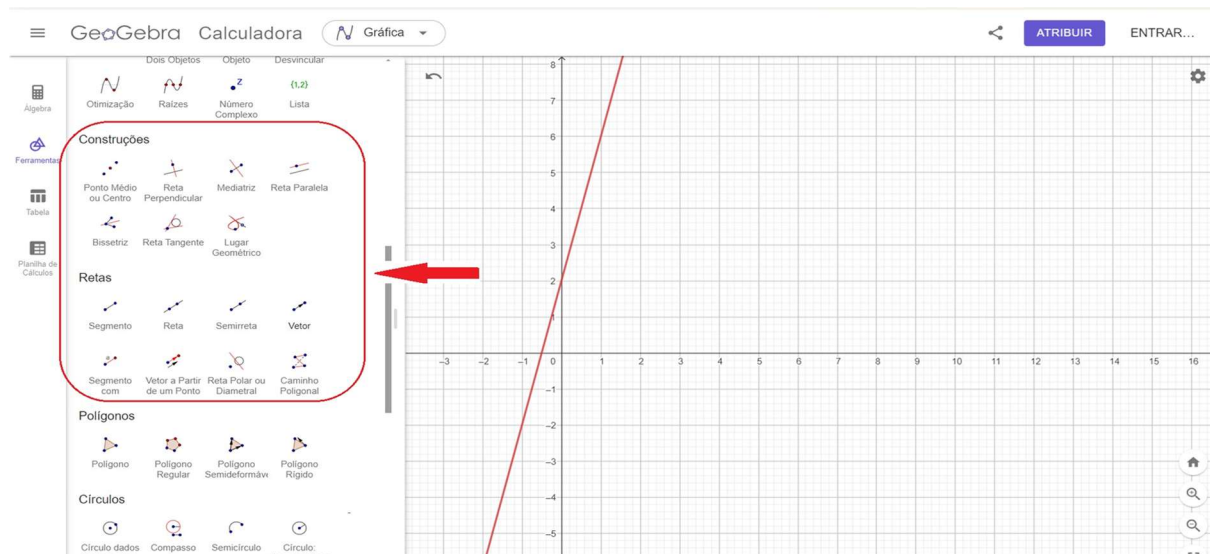 GeoGebra Calculadora Gráfica ATRIBUIR ENTRAR...
Álgebra
Ferramentas
Tabela
Planilha de
Cálculos
Dois Objetos Objeto Desvincular
{1,2}
Otimização Raízes Número
Complexo Lista
Construções
Ponto Médio
ou Centro Reta
Perpendicular Mediatriz Reta Paralela
Bissetriz Reta Tangente Lugar
Geométrico
Retas
Segmento Reta Semirreta Vetor
Segmento
com Vetor a Partir
de um Ponto Reta Polar ou
Diametral Caminho
Poligonal
Polígonos
Polígono Polígono
Regular Polígono
Semideformáve Polígono
Rígido
Círculos
Círculo dados Compasso Semicírculo Círculo:
8
7
6
5
4
3
2
1
–3 –2 –1 0 1 2 3 4 5 6 7 8 9 10 11 12 13 14 15 16
–1
–2
–3
–4
–5